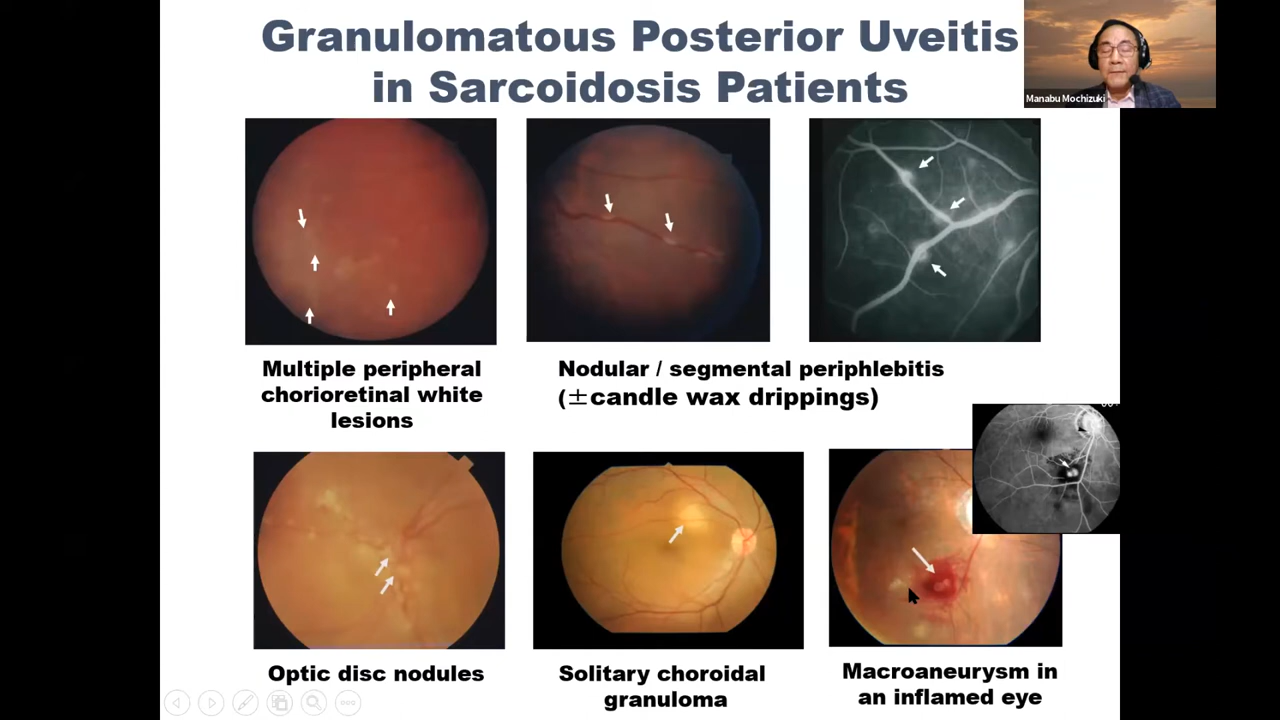 Granulomatous Posterior Uveitis
in Sarcoidosis Patients
Manabu Mochizuki
Multiple peripheral
chorioretinal white
lesions
Nodular / segmental periphlebitis
(±candle wax drippings)
Optic disc nodules
Solitary choroidal
granuloma
Macroaneurysm in
an inflamed eye